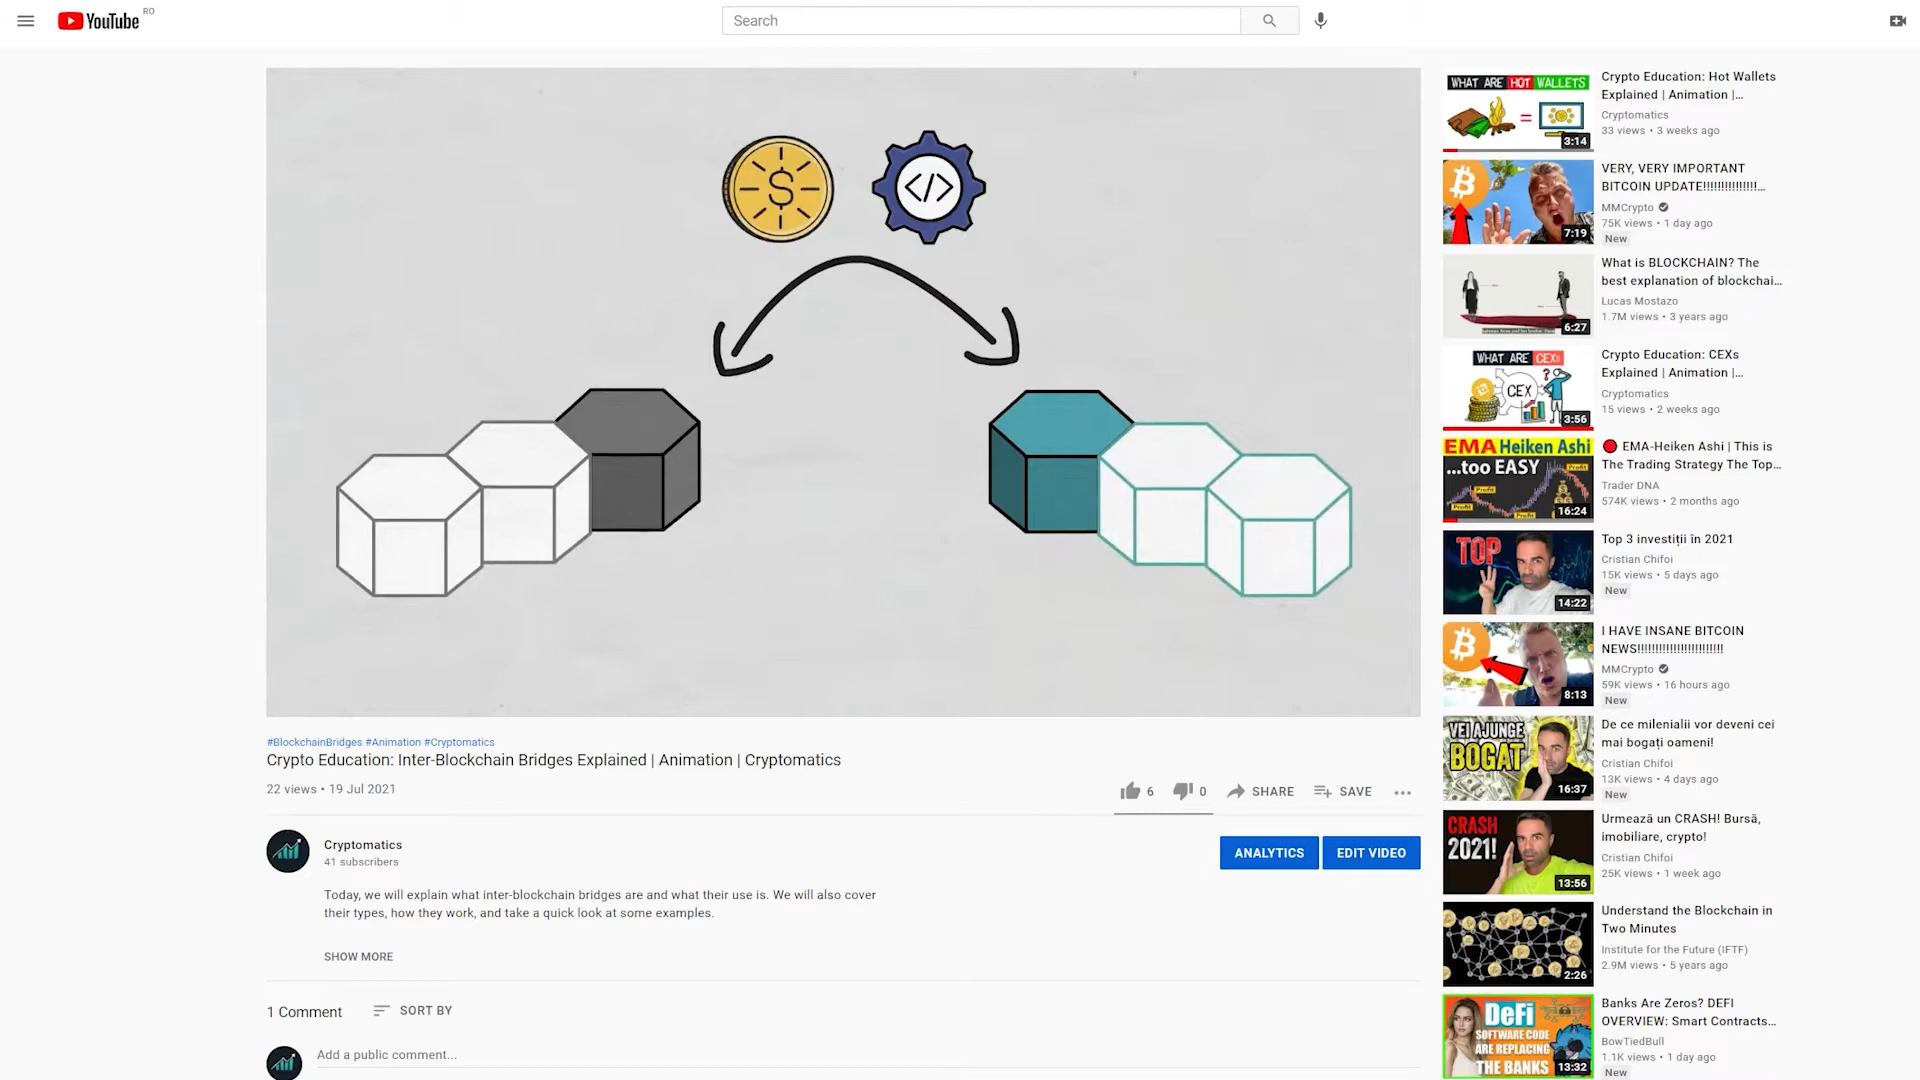 YouTube RO
Search
$
</>
#BlockchainBridges #Animation #Cryptomatics
Crypto Education: Inter-Blockchain Bridges Explained | Animation | Cryptomatics
22 views • 19 Jul 2021
6
0
SHARE
SAVE
Cryptomatics
41 subscribers
ANALYTICS
EDIT VIDEO
Today, we will explain what inter-blockchain bridges are and what their use is. We will also cover
their types, how they work, and take a quick look at some examples.
SHOW MORE
1 Comment
SORT BY
Add a public comment...
WHAT ARE HOT WALLETS
=
3:14
Crypto Education: Hot Wallets
Explained | Animation |...
Cryptomatics
33 views • 3 weeks ago
7:19
VERY, VERY IMPORTANT
BITCOIN UPDATE!!!!!!!!!!!!!!!...
MMCrypto
75K views • 1 day ago
New
6:27
What is BLOCKCHAIN? The
best explanation of blockchai...
Lucas Mostazo
1.7M views • 3 years ago
WHAT ARE CEXs
CEX
?
3:56
Crypto Education: CEXs
Explained | Animation |...
Cryptomatics
15 views • 2 weeks ago
EMA Heiken Ashi
...too EASY
Profit
Profit
Profit
Profit
16:24
EMA-Heiken Ashi | This is
The Trading Strategy The Top...
Trader DNA
574K views • 2 months ago
TOP
14:22
Top 3 investiții în 2021
Cristian Chifoi
15K views • 5 days ago
New
8:13
I HAVE INSANE BITCOIN
NEWS!!!!!!!!!!!!!!!!!!!!!!!!
MMCrypto
59K views • 16 hours ago
New
VEI AJUNGE
BOGAT
16:37
De ce milenialii vor deveni cei
mai bogați oameni!
Cristian Chifoi
13K views • 4 days ago
New
CRASH
2021!
13:56
Urmează un CRASH! Bursă,
imobiliare, crypto!
Cristian Chifoi
25K views • 1 week ago
2:26
Understand the Blockchain in
Two Minutes
Institute for the Future (IFTF)
2.9M views • 5 years ago
DeFi
SOFTWARE CODE
ARE REPLACING
THE BANKS
13:32
Banks Are Zeros? DEFI
OVERVIEW: Smart Contracts...
BowTiedBull
1.1K views • 1 day ago
New